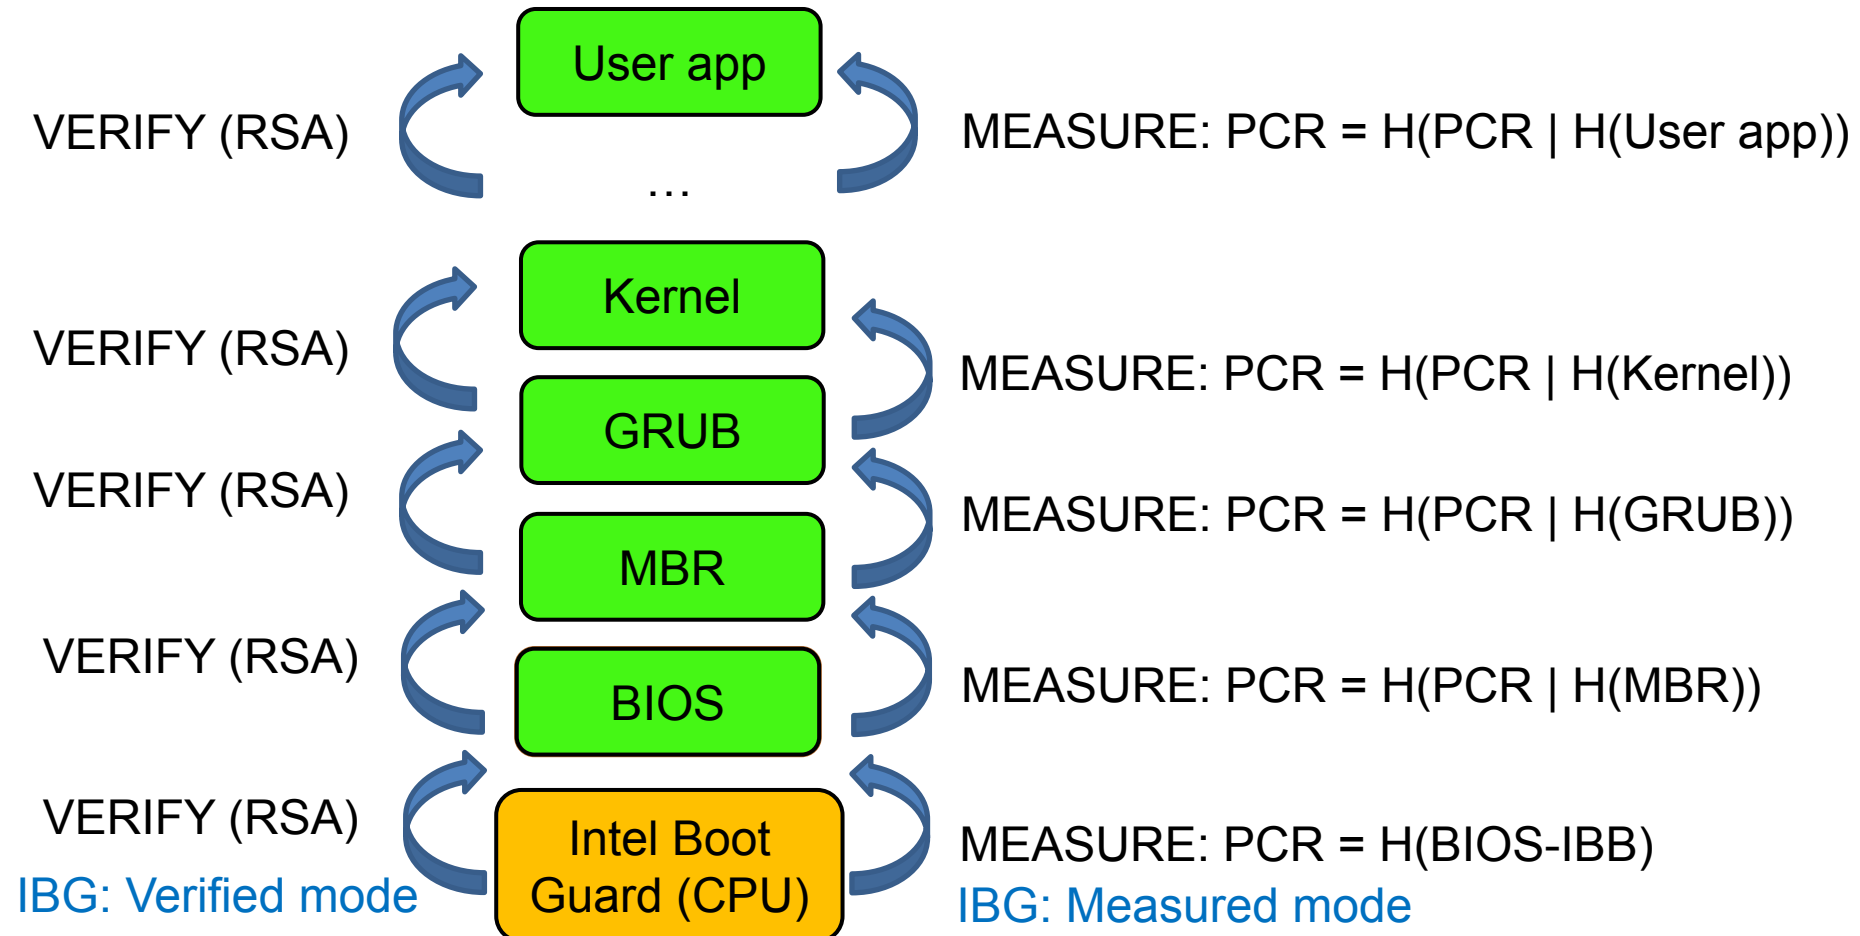 User app
VERIFY (RSA)
MEASURE: PCR = H(PCR | H(User app))
...
Kernel
VERIFY (RSA)
MEASURE: PCR = H(PCR | H(Kernel))
GRUB
VERIFY (RSA)
MEASURE: PCR = H(PCR | H(GRUB))
MBR
VERIFY (RSA)
MEASURE: PCR = H(PCR | H(MBR))
BIOS
VERIFY (RSA)
MEASURE: PCR = H(BIOS-IBB)
Intel Boot
Guard (CPU)
IBG: Verified mode
IBG: Measured mode